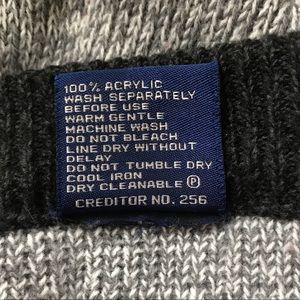 100% ACRYLIC
WASH SEPARATELY
BEFORE USE
WARM GENTLE
MACHINE WASH
DO NOT BLEACH
LINE DRY WITHOUT
DELAY
DO NOT TUMBLE DRY
COOL IRON
DRY CLEANABLE Ⓟ
CREDITOR NO. 256